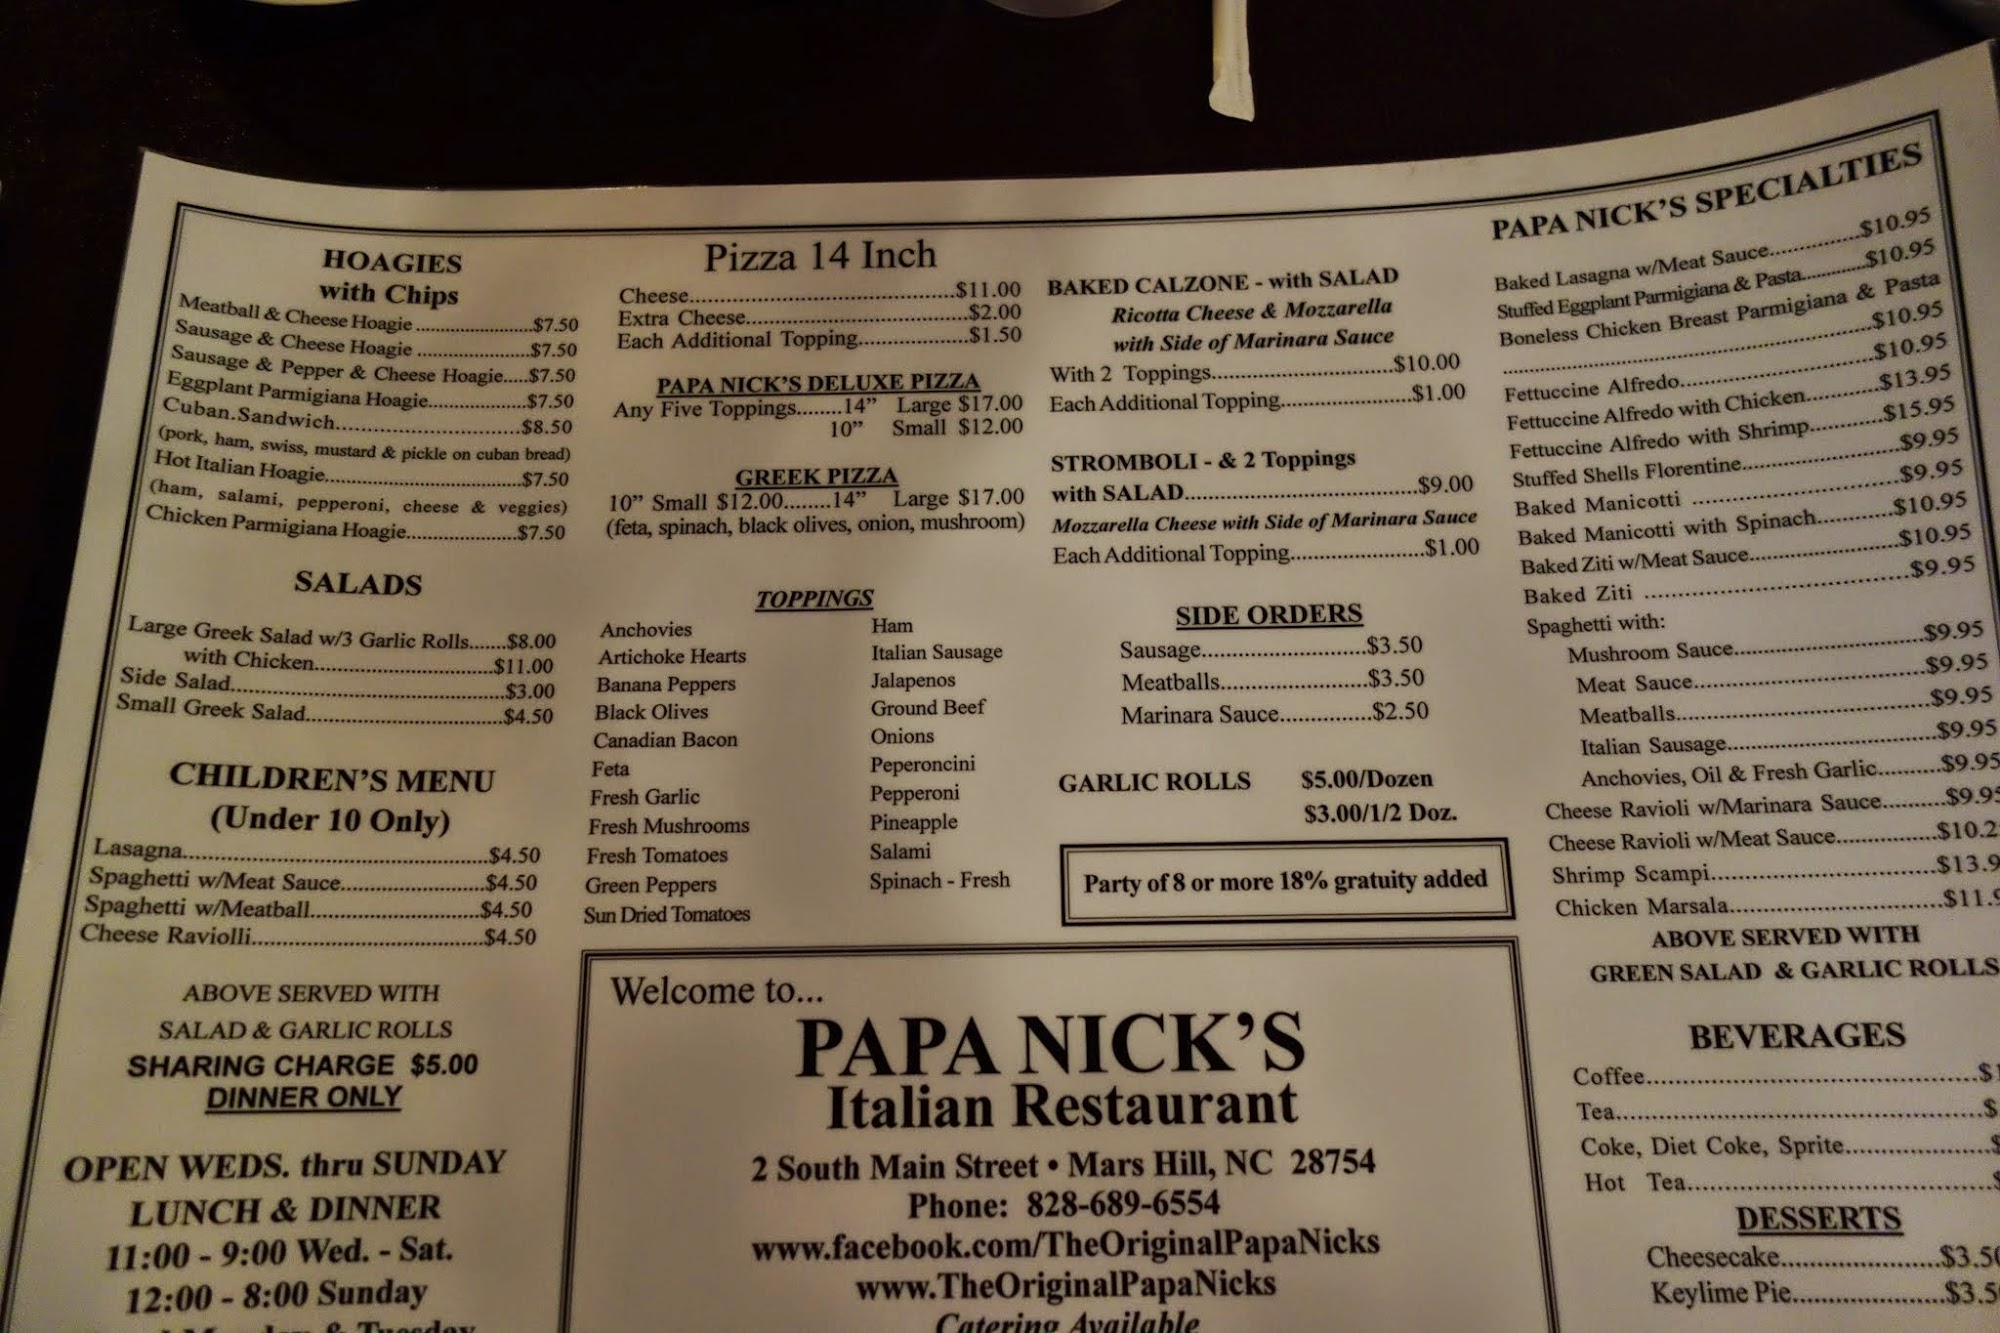 HOAGIES
with Chips
Meatball & Cheese Hoagie..........................$7.50
Sausage & Cheese Hoagie.........................$7.50
Sausage & Pepper & Cheese Hoagie.....$7.50
Eggplant Parmigiana Hoagie......................$7.50
Cuban.Sandwich.................................$8.50
(pork, ham, swiss, mustard & pickle on cuban bread)
Hot Italian Hoagie....................................$7.50
(ham, salami, pepperoni, cheese & veggies)
Chicken Parmigiana Hoagie.....................$7.50
SALADS
Large Greek Salad w/3 Garlic Rolls.......$8.00
with Chicken................................$11.00
Side Salad..................................................$3.00
Small Greek Salad....................................$4.50
CHILDREN'S MENU
(Under 10 Only)
Lasagna......................................................$4.50
Spaghetti w/Meat Sauce.........................$4.50
Spaghetti w/Meatball..............................$4.50
Cheese Raviolli..........................................$4.50
ABOVE SERVED WITH
SALAD & GARLIC ROLLS
SHARING CHARGE $5.00
DINNER ONLY
OPEN WEDS. thru SUNDAY
LUNCH & DINNER
11:00 - 9:00 Wed. - Sat.
12:00 - 8:00 Sunday
& Tuesday
Pizza 14 Inch
Cheese.............................................$11.00
Extra Cheese.....................................$2.00
Each Additional Topping..................$1.50
PAPA NICK'S DELUXE PIZZA
Any Five Toppings........14" Large $17.00
10" Small $12.00
GREEK PIZZA
10" Small $12.00........14" Large $17.00
(feta, spinach, black olives, onion, mushroom)
TOPPINGS
Anchovies
Artichoke Hearts
Banana Peppers
Black Olives
Canadian Bacon
Feta
Fresh Garlic
Fresh Mushrooms
Fresh Tomatoes
Green Peppers
Sun Dried Tomatoes
Ham
Italian Sausage
Jalapenos
Ground Beef
Onions
Peperoncini
Pepperoni
Pineapple
Salami
Spinach - Fresh
BAKED CALZONE - with SALAD
Ricotta Cheese & Mozzarella
with Side of Marinara Sauce
With 2 Toppings..............................$10.00
Each Additional Topping......................$1.00
STROMBOLI - & 2 Toppings
with SALAD.......................................$9.00
Mozzarella Cheese with Side of Marinara Sauce
Each Additional Topping.......................$1.00
SIDE ORDERS
Sausage...........................$3.50
Meatballs........................$3.50
Marinara Sauce...............$2.50
GARLIC ROLLS $5.00/Dozen
$3.00/1/2 Doz.
Party of 8 or more 18% gratuity added
Welcome to...
PAPA NICK'S
Italian Restaurant
2 South Main Street • Mars Hill, NC 28754
Phone: 828-689-6554
www.facebook.com/TheOriginalPapaNicks
www.TheOriginalPapaNicks
Catering Available
PAPA NICK'S SPECIALTIES
Baked Lasagna w/Meat Sauce...............$10.95
Stuffed Eggplant Parmigiana & Pasta...........$10.95
Boneless Chicken Breast Parmigiana & Pasta
.......................................................$10.95
Fettuccine Alfredo................................$10.95
Fettuccine Alfredo with Chicken............$13.95
Fettuccine Alfredo with Shrimp............$15.95
Stuffed Shells Florentine......................$9.95
Baked Manicotti ..................................$9.95
Baked Manicotti with Spinach............$10.95
Baked Ziti w/Meat Sauce.......................$10.95
Baked Ziti .........................................$9.95
Spaghetti with:
Mushroom Sauce.............................$9.95
Meat Sauce.....................................$9.95
Meatballs........................................$9.95
Italian Sausage................................$9.95
Anchovies, Oil & Fresh Garlic..........$9.95
Cheese Ravioli w/Marinara Sauce..........$9.95
Cheese Ravioli w/Meat Sauce...............$10.2
Shrimp Scampi....................................$13.9
Chicken Marsala..................................$11.9
ABOVE SERVED WITH
GREEN SALAD & GARLIC ROLLS
BEVERAGES
Coffee..............................................$1
Tea....................................................$
Coke, Diet Coke, Sprite.....................$
Hot Tea.............................................$
DESSERTS
Cheesecake.......................$3.50
Keylime Pie......................$3.5